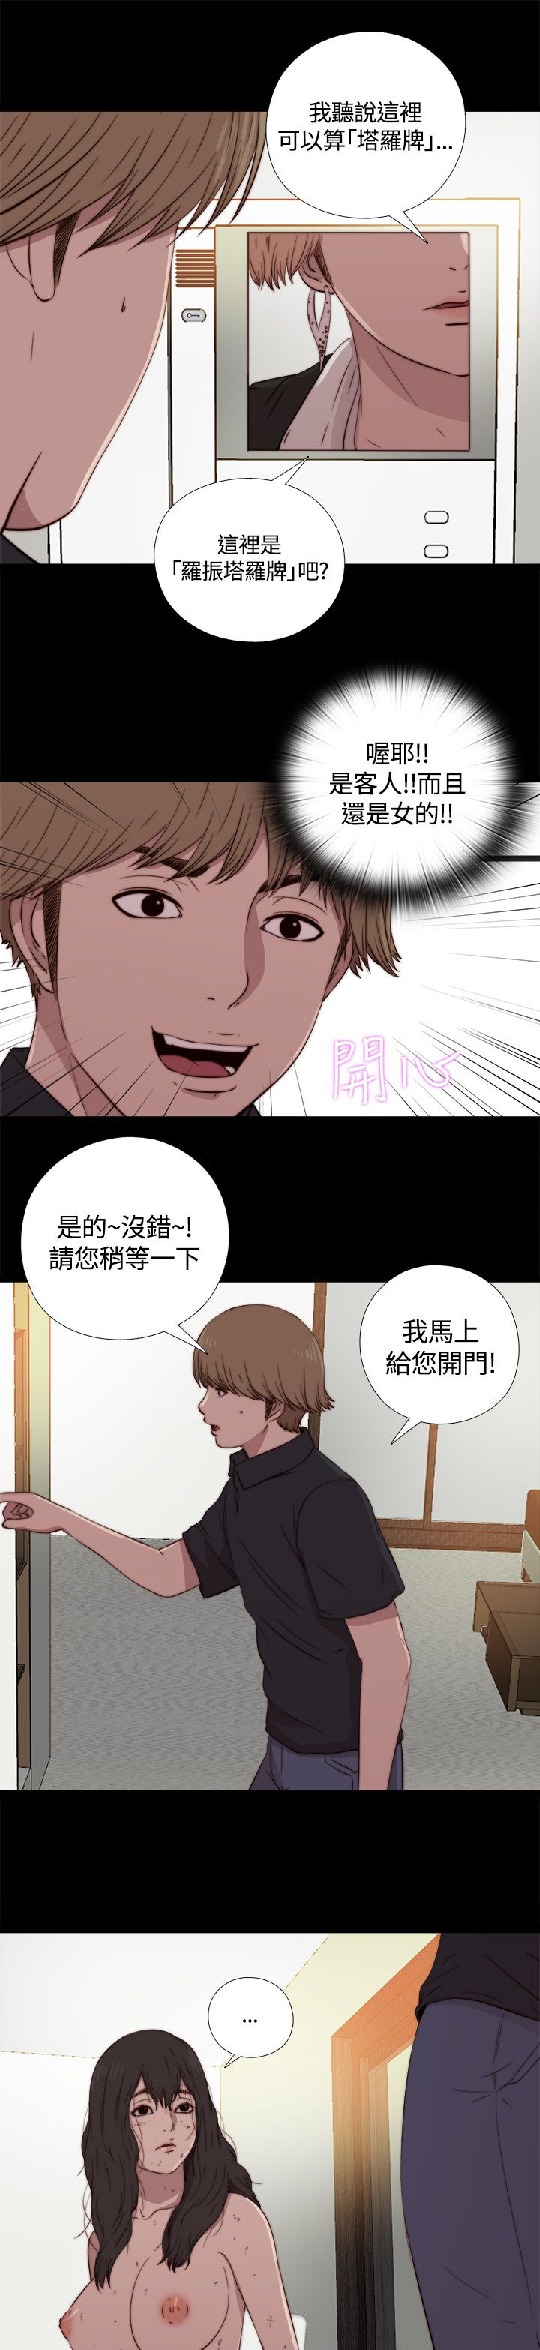 我聽說這裡
可以算「塔羅牌」...
這裡是
「羅振塔羅牌」吧?
喔耶!!
是客人!!而且
還是女的!!
開心
是的~沒錯~!
請您稍等一下
我馬上
給您開門!
...